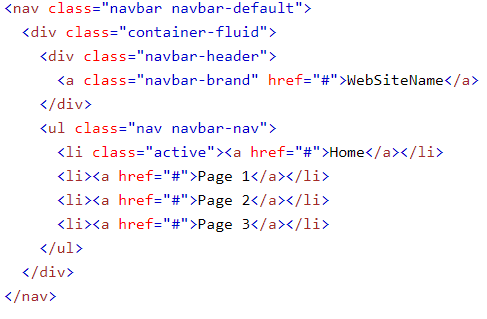 <nav class="navbar navbar-default">
  <div class="container-fluid">
    <div class="navbar-header">
      <a class="navbar-brand" href="#">WebSiteName</a>
    </div>
    <ul class="nav navbar-nav">
      <li class="active"><a href="#">Home</a></li>
      <li><a href="#">Page 1</a></li>
      <li><a href="#">Page 2</a></li>
      <li><a href="#">Page 3</a></li>
    </ul>
  </div>
</nav>